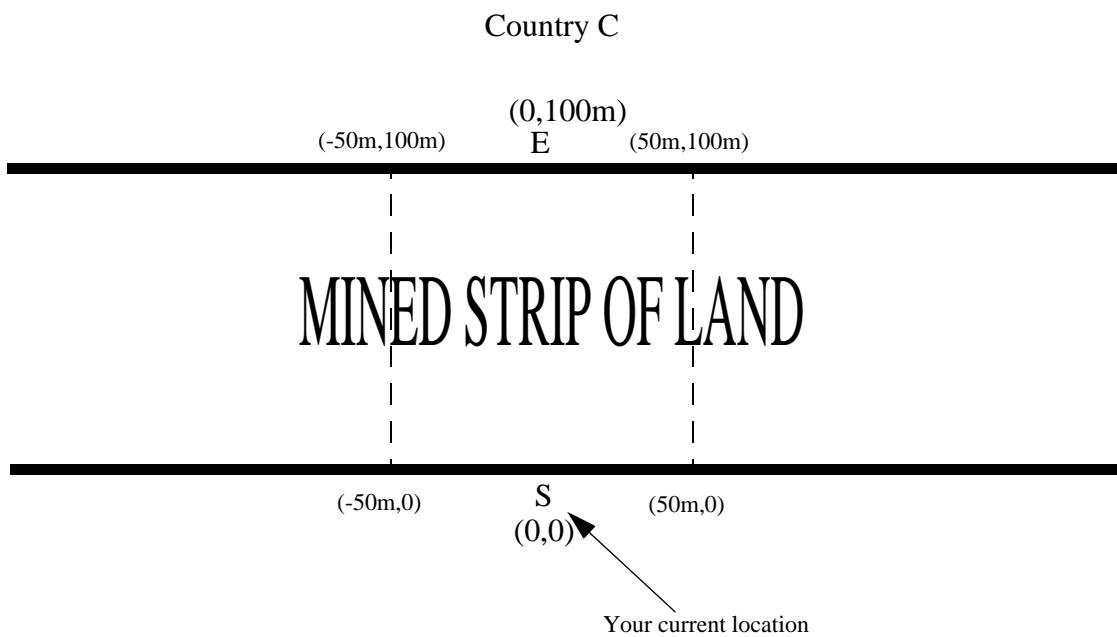 Country C
(0,100m)
(-50m,100m) E (50m,100m)
MINED STRIP OF LAND
(-50m,0) S (50m,0)
(0,0)
Your current location